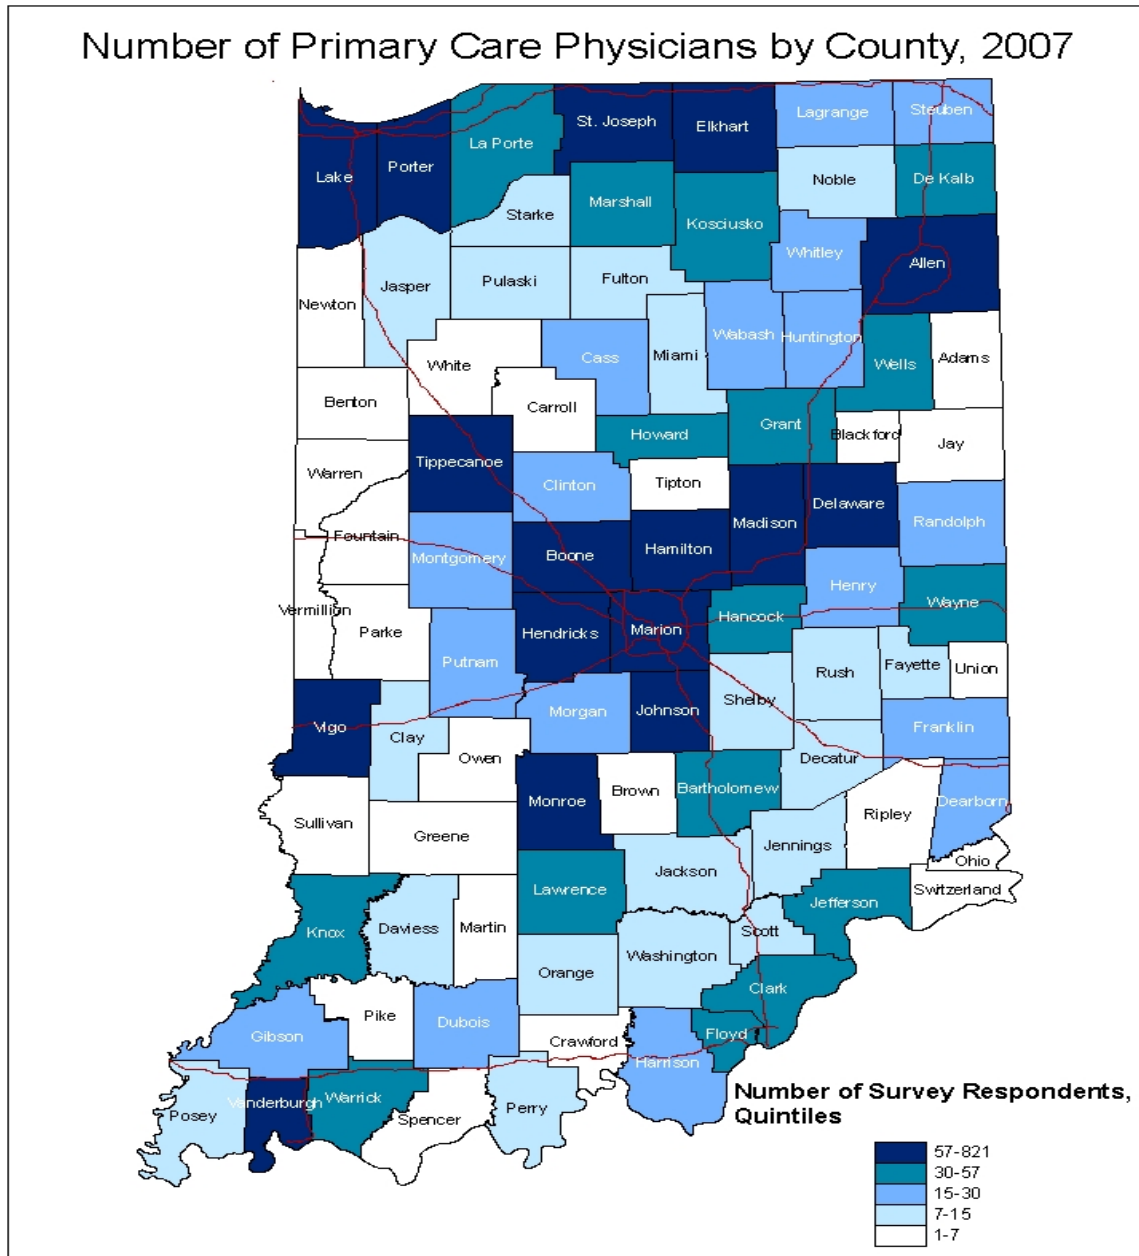 Number of Primary Care Physicians by County, 2007
St. Joseph
Elkhart
Lagrange
Steuben
La Porte
Porter
Lake
Noble
De Kalb
Starke
Marshall
Kosciusko
Whitley
Allen
Newton
Jasper
Pulaski
Fulton
White
Cass
Miami
Wabash
Huntington
Wells
Adams
Benton
Carroll
Howard
Grant
Blackford
Jay
Warren
Tippecanoe
Clinton
Tipton
Madison
Delaware
Randolph
Fountain
Montgomery
Boone
Hamilton
Henry
Wayne
Vermillion
Parke
Putnam
Hendricks
Marion
Hancock
Rush
Fayette
Union
Vigo
Clay
Owen
Morgan
Johnson
Shelby
Decatur
Franklin
Sullivan
Greene
Monroe
Brown
Bartholomew
Jennings
Ripley
Dearborn
Ohio
Switzerland
Knox
Daviess
Martin
Lawrence
Jackson
Scott
Jefferson
Orange
Washington
Clark
Gibson
Pike
Dubois
Crawford
Harrison
Floyd
Posey
Vanderburgh
Warrick
Spencer
Perry
Number of Survey Respondents,
Quintiles
57-821
30-57
15-30
7-15
1-7